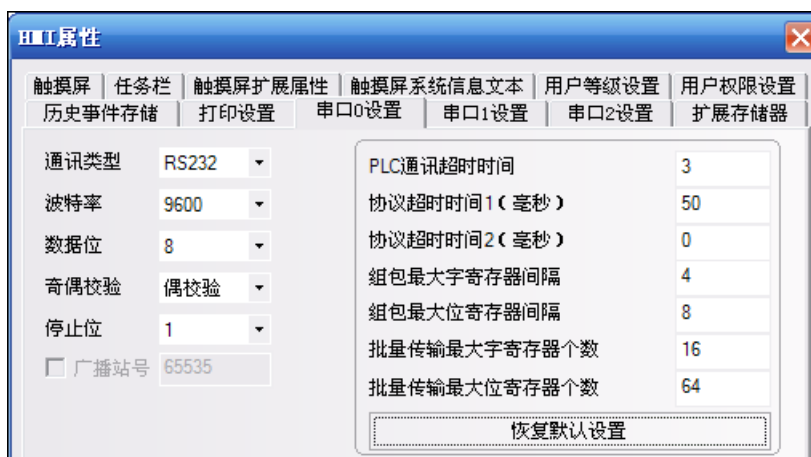 HMI属性
触摸屏 任务栏 触摸屏扩展属性 触摸屏系统信息文本 用户等级设置 用户权限设置
历史事件存储 打印设置 串口0设置 串口1设置 串口2设置 扩展存储器
通讯类型 RS232
波特率 9600
数据位 8
奇偶校验 偶校验
停止位 1
广播站号 65535
PLC通讯超时时间 3
协议超时时间1(毫秒) 50
协议超时时间2(毫秒) 0
组包最大字寄存器间隔 4
组包最大位寄存器间隔 8
批量传输最大字寄存器个数 16
批量传输最大位寄存器个数 64
恢复默认设置